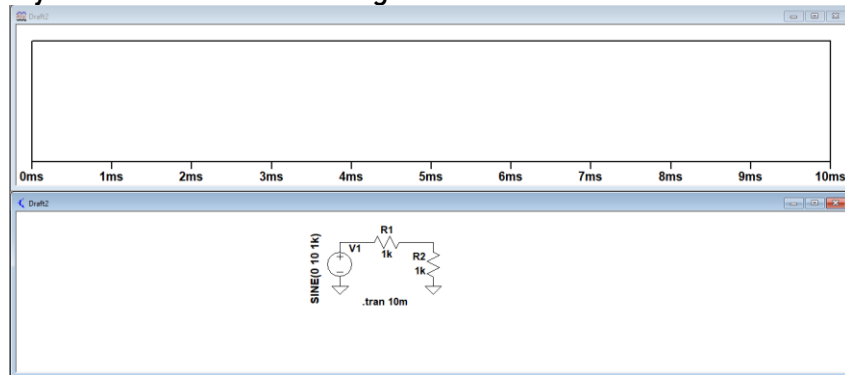 Draft2
0ms 1ms 2ms 3ms 4ms 5ms 6ms 7ms 8ms 9ms 10ms
Draft2
SINE(0 10 1k)
V1
R1
1k
R2
1k
.tran 10m